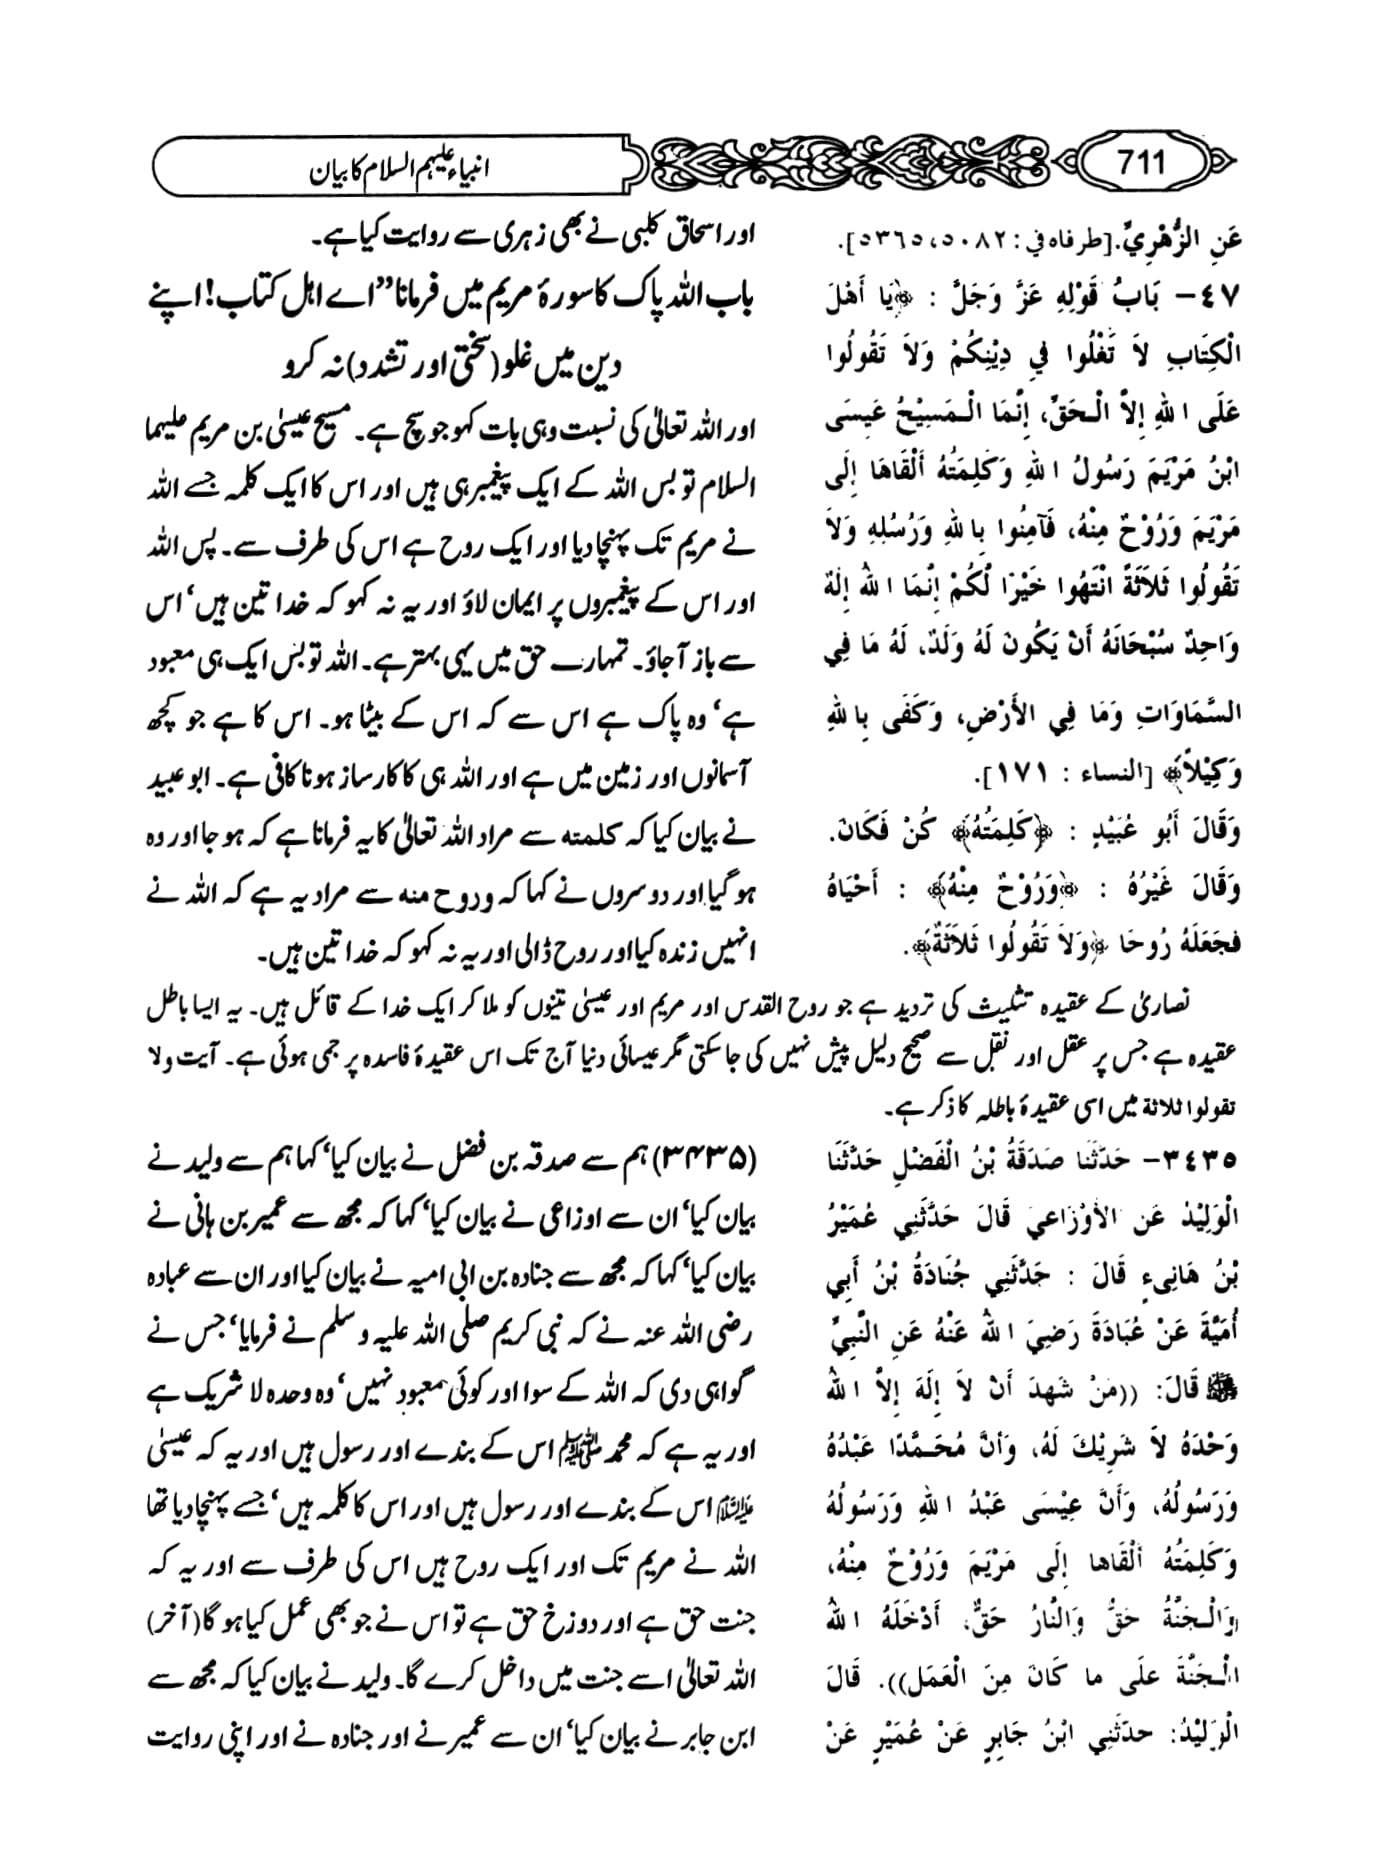 711
انبیاء علیہم السلام کا بیان
عَنِ الزُّهْرِيِّ. [طرفاه في : ٥٠٨٢، ٥٣٦٥].
٤٧- بَابُ قَوْلِهِ عَزَّ وَجَلَّ : ﴿يَا أَهْلَ
الْكِتَابِ لاَ تَغْلُوا فِي دِيْنِكُمْ وَلاَ تَقُولُوا
عَلَى اللهِ إِلاَّ الْحَقَّ، إِنَّمَا الْمَسِيْحُ عَيِسَى
ابْنُ مَرْيَمَ رَسُولُ اللهِ وَكَلِمَتُهُ أَلْقَاهَا إِلَى
مَرْيَمَ وَرُوْحٌ مِنْهُ، فَآمِنُوا بِاللهِ وَرُسُلِهِ وَلاَ
تَقُولُوا ثَلاَثَةٌ انْتَهُوا خَيْرًا لَكُمْ إِنَّمَا اللهُ إِلَهٌ
وَاحِدٌ سُبْحَانَهُ أَنْ يَكُونَ لَهُ وَلَدٌ، لَهُ مَا فِي
السَّمَاوَاتِ وَمَا فِي الأَرْضِ، وَكَفَى بِاللهِ
وَكِيْلاً﴾ [النساء : ١٧١].
وَقَالَ أَبُو عُبَيْدٍ : ﴿كَلِمَتُهُ﴾ كُنْ فَكَانَ.
وَقَالَ غَيْرُهُ : ﴿وَرُوْحٌ مِنْهُ﴾ : أَحْيَاهُ
فَجَعَلَهُ رُوحًا ﴿وَلاَ تَقُولُوا ثَلاَثَةٌ﴾.
اور اسحاق کلبی نے بھی زہری سے روایت کیا ہے۔
باب اللہ پاک کا سورۂ مریم میں فرمانا ’’اے اہل کتاب! اپنے
دین میں غلو (سختی اور تشدد) نہ کرو
اور اللہ تعالیٰ کی نسبت وہی بات کہو جو سچ ہے۔ مسیح عیسیٰ بن مریم علیہما
السلام تو بس اللہ کے ایک پیغمبر ہی ہیں اور اس کا ایک کلمہ جسے اللہ
نے مریم تک پہنچا دیا اور ایک روح ہے اس کی طرف سے۔ پس اللہ
اور اس کے پیغمبروں پر ایمان لاؤ اور یہ نہ کہو کہ خدا تین ہیں‘ اس
سے باز آجاؤ۔ تمہارے حق میں یہی بہتر ہے۔ اللہ تو بس ایک ہی معبود
ہے‘ وہ پاک ہے اس سے کہ اس کے بیٹا ہو۔ اس کا ہے جو کچھ
آسمانوں اور زمین میں ہے اور اللہ ہی کا کارساز ہونا کافی ہے۔ ابو عبید
نے بیان کیا کہ کلمته سے مراد اللہ تعالیٰ کا یہ فرمانا ہے کہ ہو جا اور وہ
ہو گیا اور دوسروں نے کہا کہ وروح منه سے مراد یہ ہے کہ اللہ نے
انہیں زندہ کیا اور روح ڈالی اور یہ نہ کہو کہ خدا تین ہیں۔
نصاریٰ کے عقیدہ تثلیث کی تردید ہے جو روح القدس اور مریم اور عیسیٰ تینوں کو ملا کر ایک خدا کے قائل ہیں۔ یہ ایسا باطل
عقیدہ ہے جس پر عقل اور نقل سے صحیح دلیل پیش نہیں کی جا سکتی مگر عیسائی دنیا آج تک اس عقیدۂ فاسدہ پر جمی ہوئی ہے۔ آیت ولا
تقولوا ثلاثة میں اسی عقیدۂ باطلہ کا ذکر ہے۔
٣٤٣٥- حَدَّثَنَا صَدَقَةُ بْنُ الْفَضْلِ حَدَّثَنَا
الْوَلِيْدُ عَنِ الأَوْزَاعِيِّ قَالَ حَدَّثَنِي عُمَيْرُ
بْنُ هَانِيءٍ قَالَ : حَدَّثَنِي جُنَادَةُ بْنُ أَبِي
أُمَيَّةَ عَنْ عُبَادَةَ رَضِيَ اللهُ عَنْهُ عَنِ النَّبِيِّ
ﷺ قَالَ: ((مَنْ شَهِدَ أَنْ لاَ إِلَهَ إِلاَّ اللهُ
وَحْدَهُ لاَ شَرِيْكَ لَهُ، وَأَنَّ مُحَمَّدًا عَبْدُهُ
وَرَسُولُهُ، وَأَنَّ عِيْسَى عَبْدُ اللهِ وَرَسُولُهُ
وَكَلِمَتُهُ أَلْقَاهَا إِلَى مَرْيَمَ وَرُوْحٌ مِنْهُ،
وَالْجَنَّةُ حَقٌّ وَالنَّارُ حَقٌّ، أَدْخَلَهُ اللهُ
الْجَنَّةَ عَلَى مَا كَانَ مِنَ الْعَمَلِ)). قَالَ
الْوَلِيْدُ: حَدَّثَنِي ابْنُ جَابِرٍ عَنْ عُمَيْرٍ عَنْ
(۳۴۳۵) ہم سے صدقہ بن فضل نے بیان کیا‘ کہا ہم سے ولید نے
بیان کیا‘ ان سے اوزاعی نے بیان کیا‘ کہا کہ مجھ سے عمیر بن ہانی نے
بیان کیا‘ کہا کہ مجھ سے جنادہ بن ابی امیہ نے بیان کیا اور ان سے عبادہ
رضی اللہ عنہ نے کہ نبی کریم صلی اللہ علیہ وسلم نے فرمایا‘ جس نے
گواہی دی کہ اللہ کے سوا اور کوئی معبود نہیں‘ وہ وحدہ لا شریک ہے
اور یہ ہے کہ محمد ﷺ اس کے بندے اور رسول ہیں اور یہ کہ عیسیٰ
علیہ السلام اس کے بندے اور رسول ہیں اور اس کا کلمہ ہیں‘ جسے پہنچا دیا تھا
اللہ نے مریم تک اور ایک روح ہیں اس کی طرف سے اور یہ کہ
جنت حق ہے اور دوزخ حق ہے تو اس نے جو بھی عمل کیا ہو گا (آخر)
اللہ تعالیٰ اسے جنت میں داخل کرے گا۔ ولید نے بیان کیا کہ مجھ سے
ابن جابر نے بیان کیا‘ ان سے عمیر نے اور جنادہ نے اور اپنی روایت